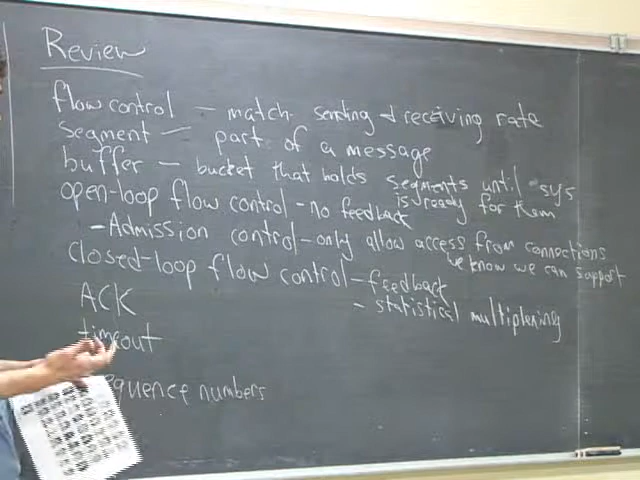 Review
flow control - match sending & receiving rate
segment - part of a message
buffer - bucket that holds segments until sys
is ready for them
open-loop flow control - no feedback
- Admission control - only allow access from connections
we know we can support
closed-loop flow control - feedback
- statistical multiplexing
ACK
timeout
equence numbers